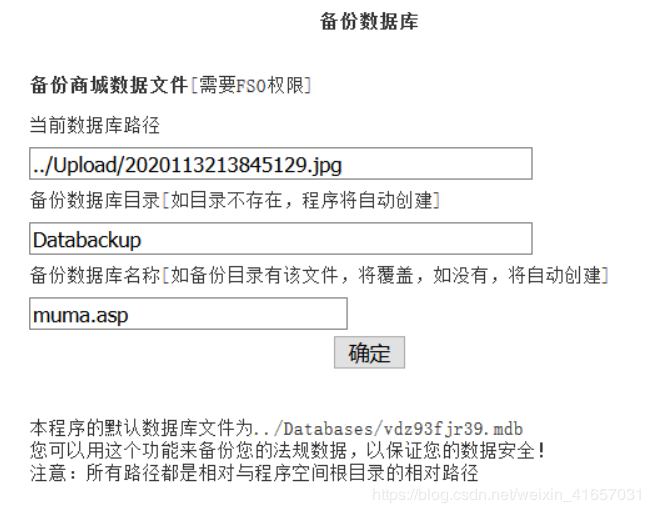 备份数据库
备份商城数据文件[需要FSO权限]
当前数据库路径
../Upload/2020113213845129.jpg
备份数据库目录[如目录不存在，程序将自动创建]
Databackup
备份数据库名称[如备份目录有该文件，将覆盖，如没有，将自动创建]
muma.asp
确定
本程序的默认数据库文件为../Databases/vdz93fjr39.mdb
您可以用这个功能来备份您的法规数据，以保证您的数据安全！
注意：所有路径都是相对与程序空间根目录的相对路径
https://blog.csdn.net/weixin_41657031